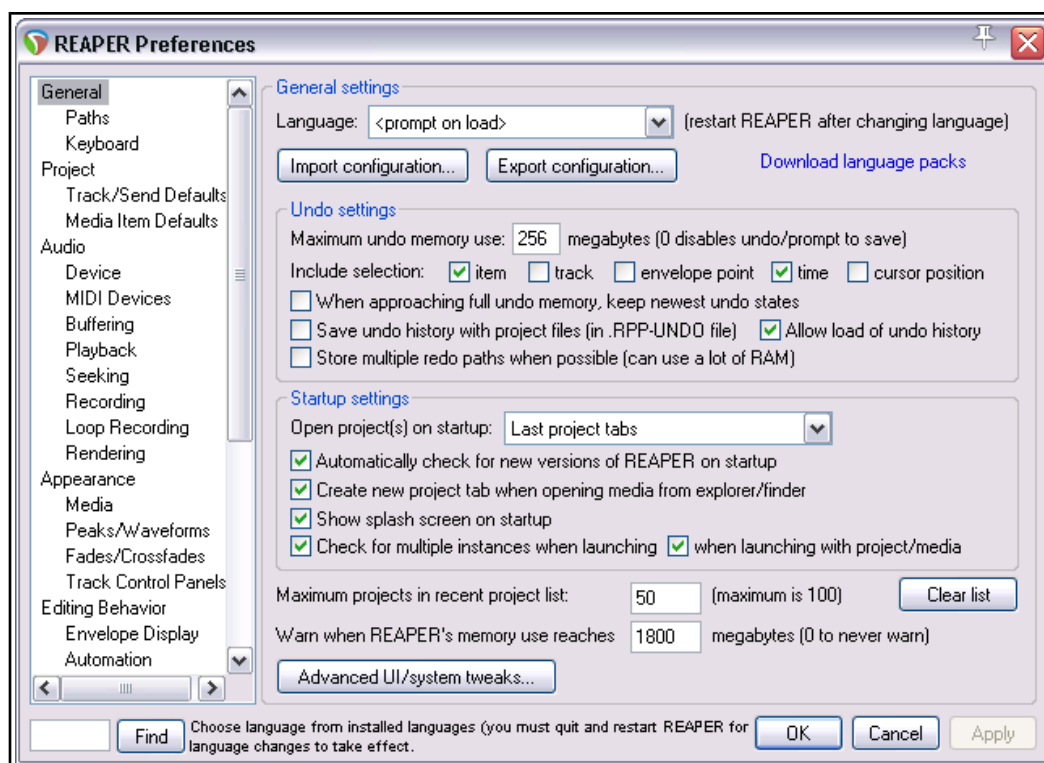 REAPER Preferences
General
Paths
Keyboard
Project
Track/Send Defaults
Media Item Defaults
Audio
Device
MIDI Devices
Buffering
Playback
Seeking
Recording
Loop Recording
Rendering
Appearance
Media
Peaks/Waveforms
Fades/Crossfades
Track Control Panels
Editing Behavior
Envelope Display
Automation
General settings
Language: <prompt on load> (restart REAPER after changing language)
Import configuration... Export configuration... Download language packs
Undo settings
Maximum undo memory use: 256 megabytes (0 disables undo/prompt to save)
Include selection: item track envelope point time cursor position
When approaching full undo memory, keep newest undo states
Save undo history with project files (in .RPP-UNDO file) Allow load of undo history
Store multiple redo paths when possible (can use a lot of RAM)
Startup settings
Open project(s) on startup: Last project tabs
Automatically check for new versions of REAPER on startup
Create new project tab when opening media from explorer/finder
Show splash screen on startup
Check for multiple instances when launching when launching with project/media
Maximum projects in recent project list: 50 (maximum is 100) Clear list
Warn when REAPER's memory use reaches 1800 megabytes (0 to never warn)
Advanced UI/system tweaks...
Find Choose language from installed languages (you must quit and restart REAPER for
language changes to take effect.
OK Cancel Apply